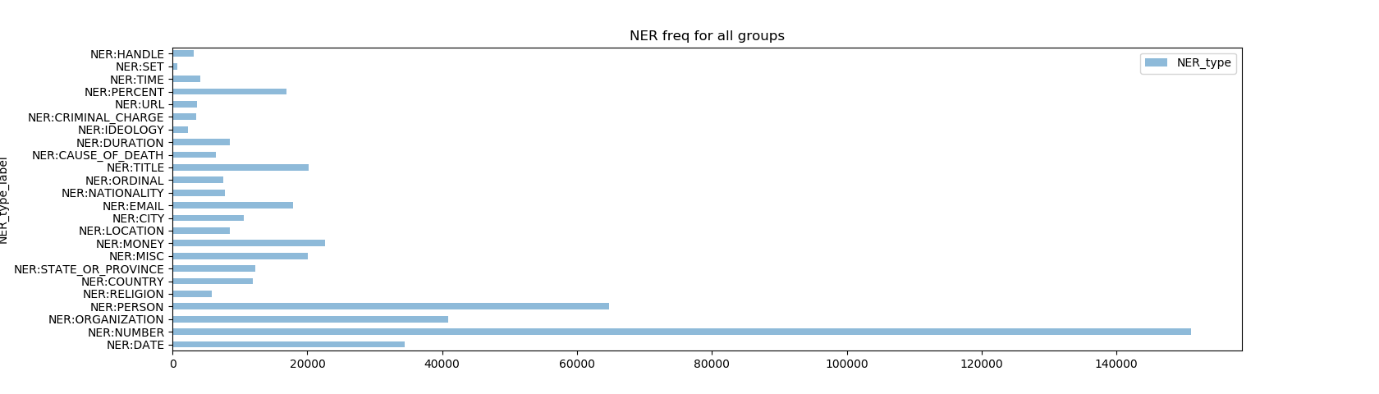 NER freq for all groups
NER_type
NER_type_label
NER:HANDLE
NER:SET
NER:TIME
NER:PERCENT
NER:URL
NER:CRIMINAL_CHARGE
NER:IDEOLOGY
NER:DURATION
NER:CAUSE_OF_DEATH
NER:TITLE
NER:ORDINAL
NER:NATIONALITY
NER:EMAIL
NER:CITY
NER:LOCATION
NER:MONEY
NER:MISC
NER:STATE_OR_PROVINCE
NER:COUNTRY
NER:RELIGION
NER:PERSON
NER:ORGANIZATION
NER:NUMBER
NER:DATE
0 20000 40000 60000 80000 100000 120000 140000